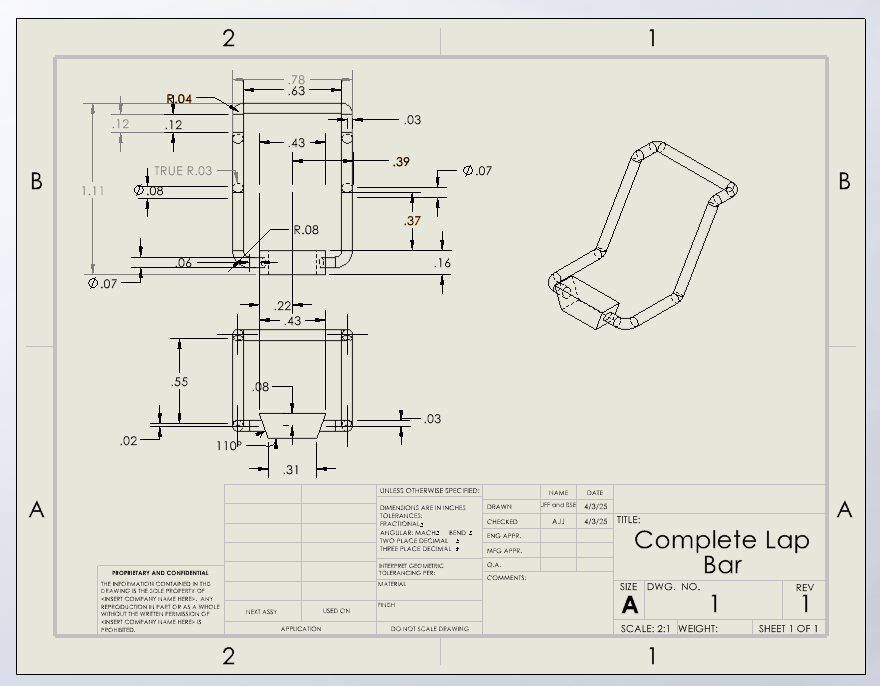 2 1
.78
.63
R.04
.03
.12 .12
.43
.39
TRUE R.03
Ø.07
B B
1.11
Ø.08
.37
R.08
.06
.16
Ø.07
.22
.43
.55
.08
.03
.02
110°
.31
A A
UNLESS OTHERWISE SPECIFIED:
DIMENSIONS ARE IN INCHES
TOLERANCES:
FRACTIONAL±
ANGULAR: MACH± BEND ±
TWO PLACE DECIMAL ±
THREE PLACE DECIMAL ±
INTERPRET GEOMETRIC
TOLERANCING PER:
MATERIAL
FINISH
DO NOT SCALE DRAWING
NAME DATE
DRAWN 4/3/25
CHECKED AJJ 4/3/25
ENG APPR.
MFG APPR.
Q.A.
COMMENTS:
TITLE:
Complete Lap
Bar
SIZE DWG. NO. REV
A 1 1
SCALE: 2:1 WEIGHT: SHEET 1 OF 1
PROPRIETARY AND CONFIDENTIAL
THE INFORMATION CONTAINED IN THIS
DRAWING IS THE SOLE PROPERTY OF
<INSERT COMPANY NAME HERE>. ANY
REPRODUCTION IN PART OR AS A WHOLE
WITHOUT THE WRITTEN PERMISSION OF
<INSERT COMPANY NAME HERE> IS
PROHIBITED.
NEXT ASSY USED ON
APPLICATION
2 1